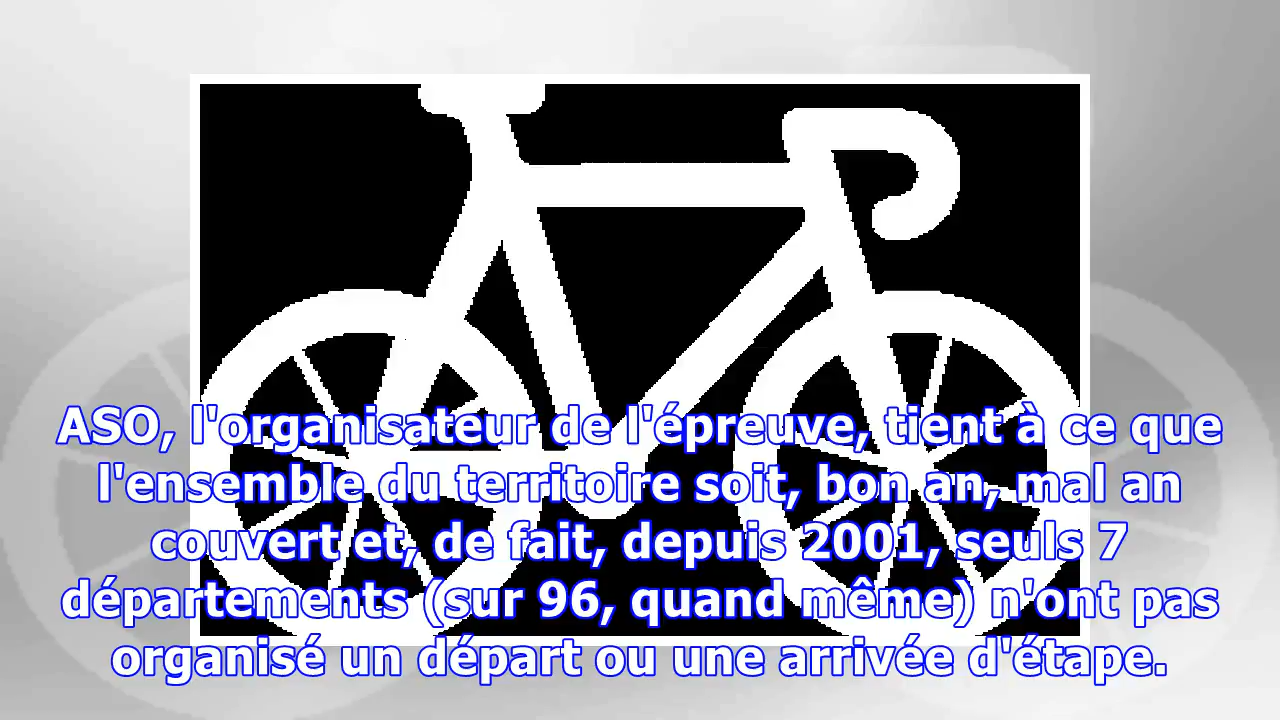 ASO, l'organisateur de l'épreuve, tient à ce que
l'ensemble du territoire soit, bon an, mal an
couvert et, de fait, depuis 2001, seuls 7
départements (sur 96, quand même) n'ont pas
organisé un départ ou une arrivée d'étape.